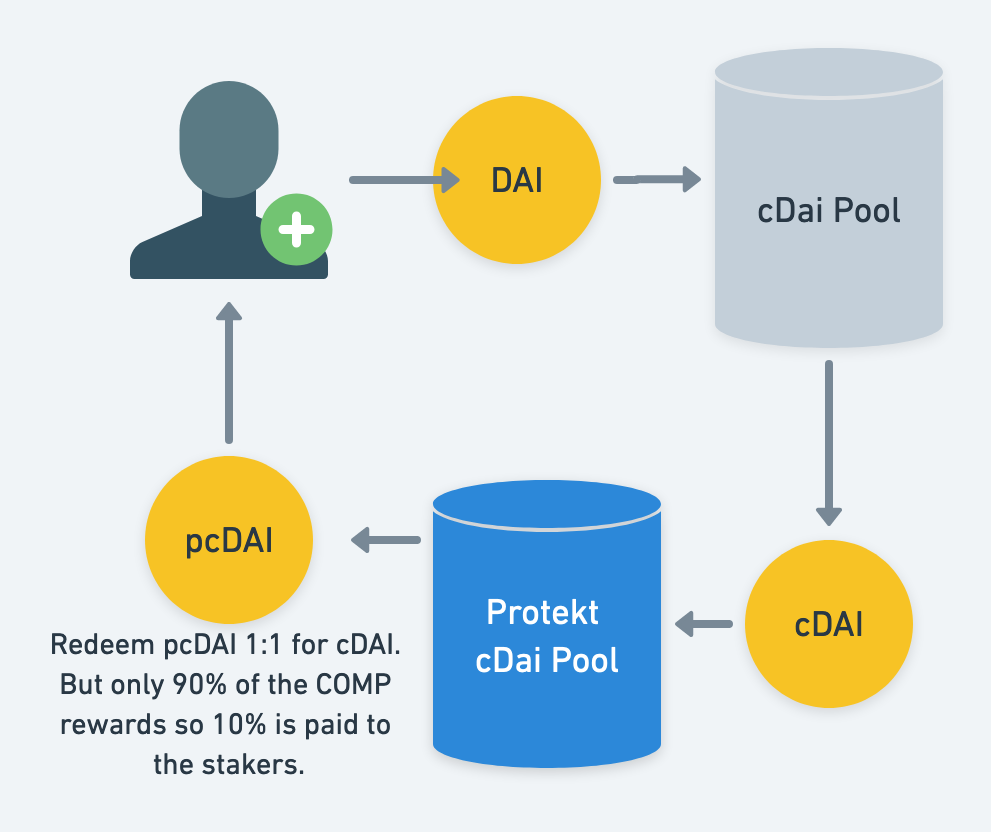 DAI
cDai Pool
pcDAI
Protekt
cDai Pool
cDAI
Redeem pcDAI 1:1 for cDAI.
But only 90% of the COMP
rewards so 10% is paid to
the stakers.